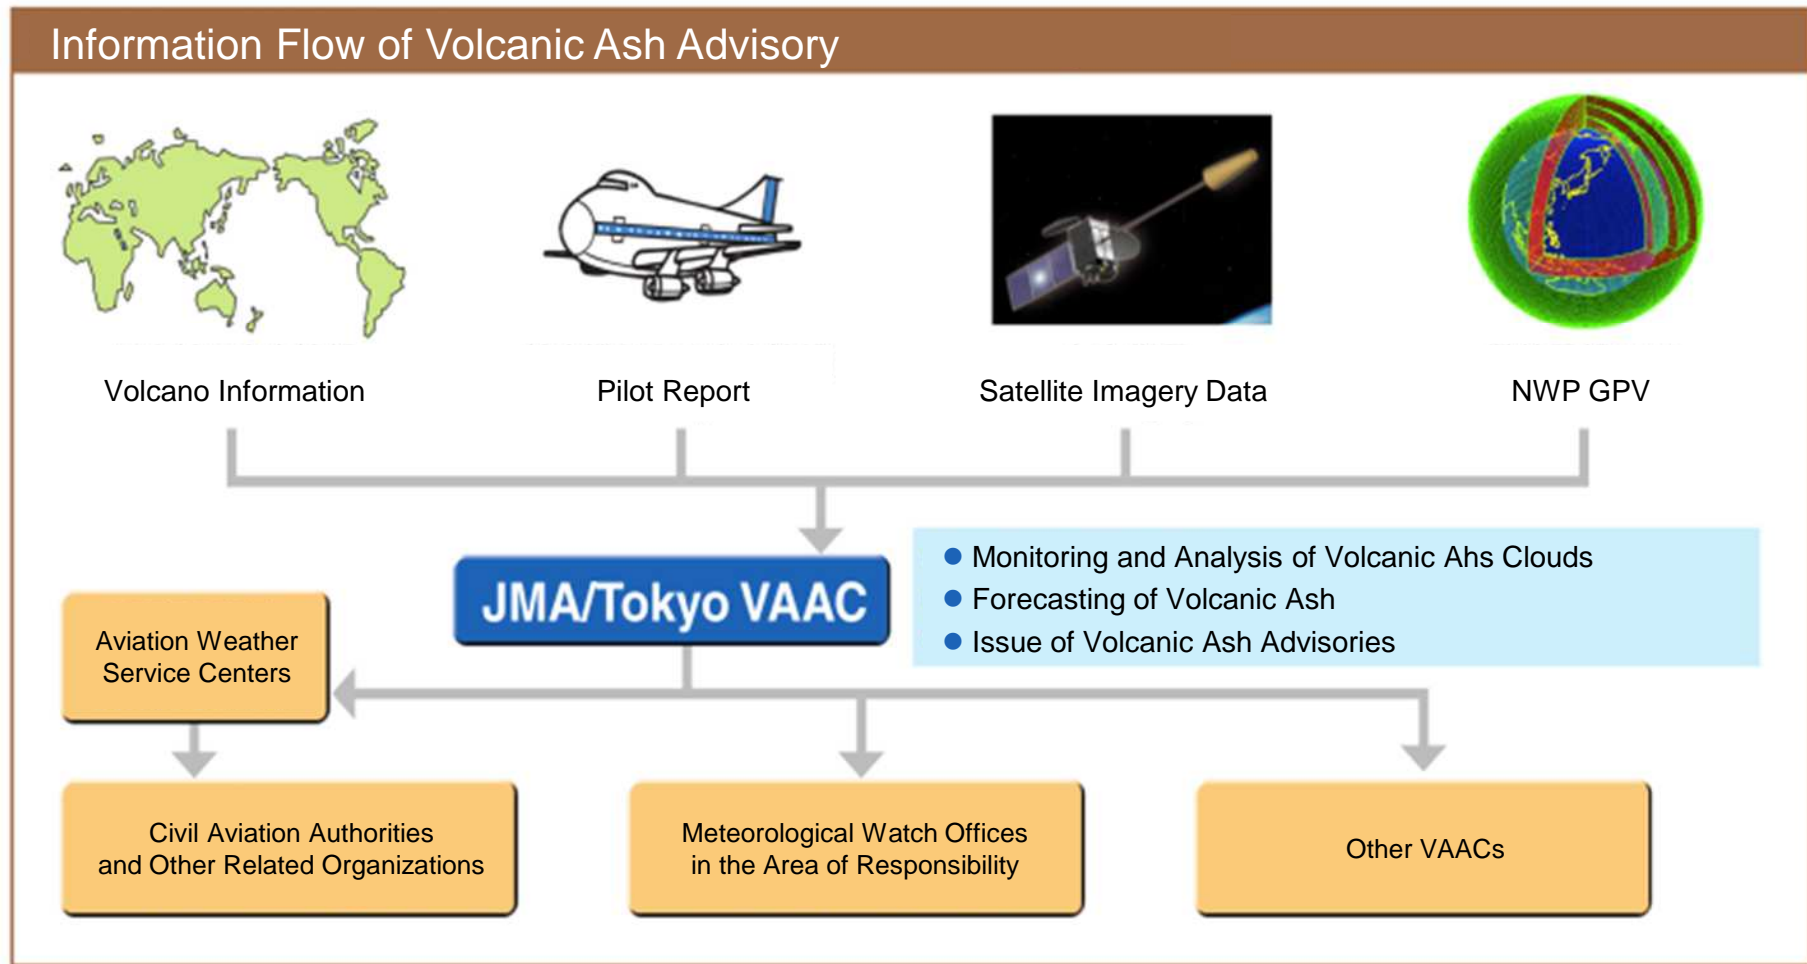 Information Flow of Volcanic Ash Advisory
Volcano Information
Pilot Report
Satellite Imagery Data
NWP GPV
JMA/Tokyo VAAC
● Monitoring and Analysis of Volcanic Ahs Clouds
● Forecasting of Volcanic Ash
● Issue of Volcanic Ash Advisories
Aviation Weather
Service Centers
Civil Aviation Authorities
and Other Related Organizations
Meteorological Watch Offices
in the Area of Responsibility
Other VAACs